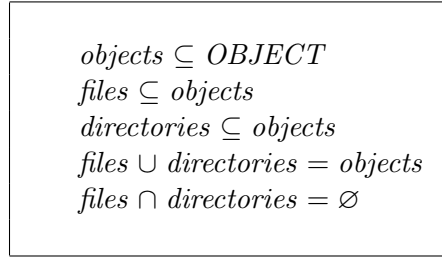 objects ⊆ OBJECT
files ⊆ objects
directories ⊆ objects
files ∪ directories = objects
files ∩ directories = ∅